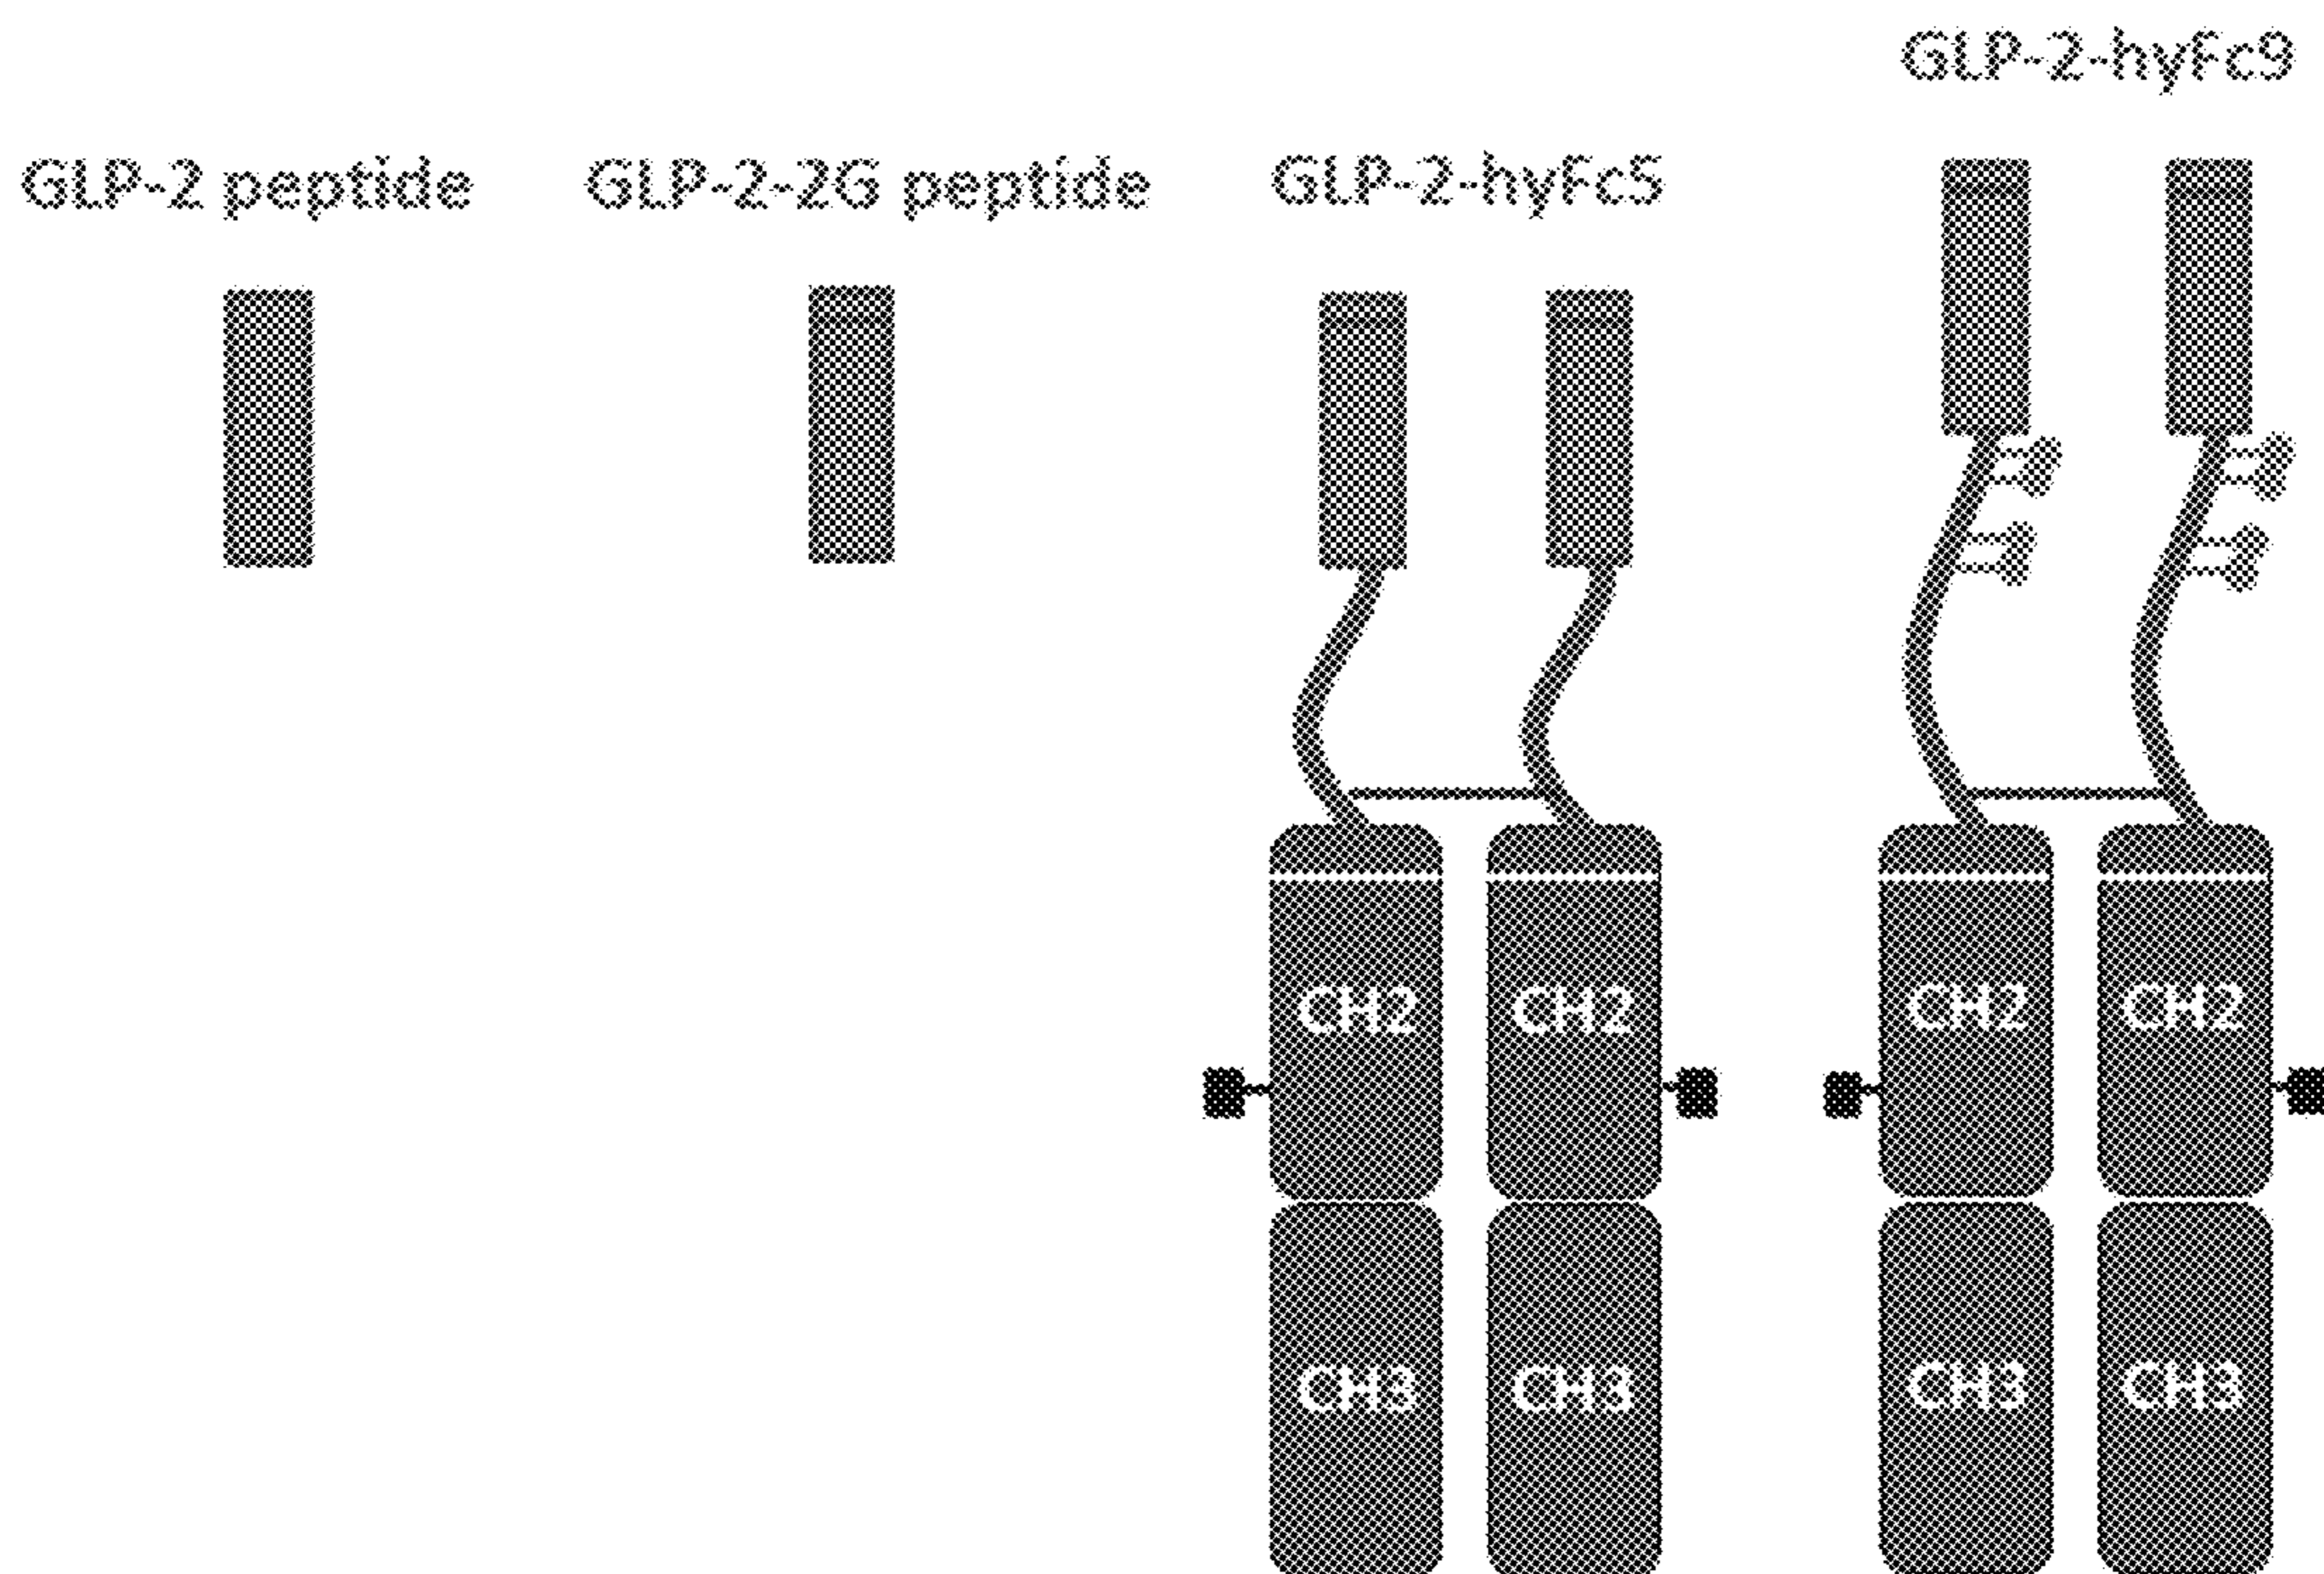 GLP-2-hyFc9
GLP-2 peptide GLP-2-2G peptide GLP-2-hyFc5
CH2 CH2 CH2 CH2
CH3 CH3 CH3 CH3